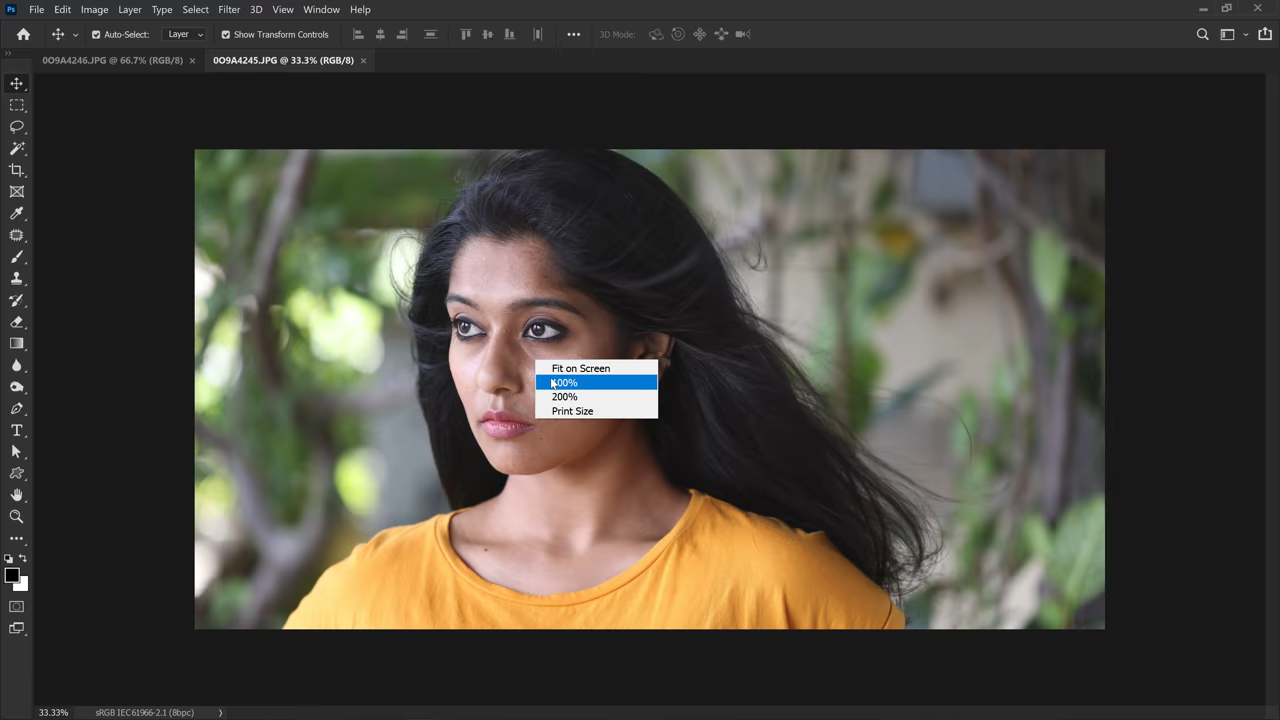 Ps File Edit Image Layer Type Select Filter 3D View Window Help
Auto-Select: Layer Show Transform Controls 3D Mode:
0O9A4246.JPG @ 66.7% (RGB/8) × 0O9A4245.JPG @ 33.3% (RGB/8) ×
Fit on Screen
100%
200%
Print Size
33.33% sRGB IEC61966-2.1 (8bpc)